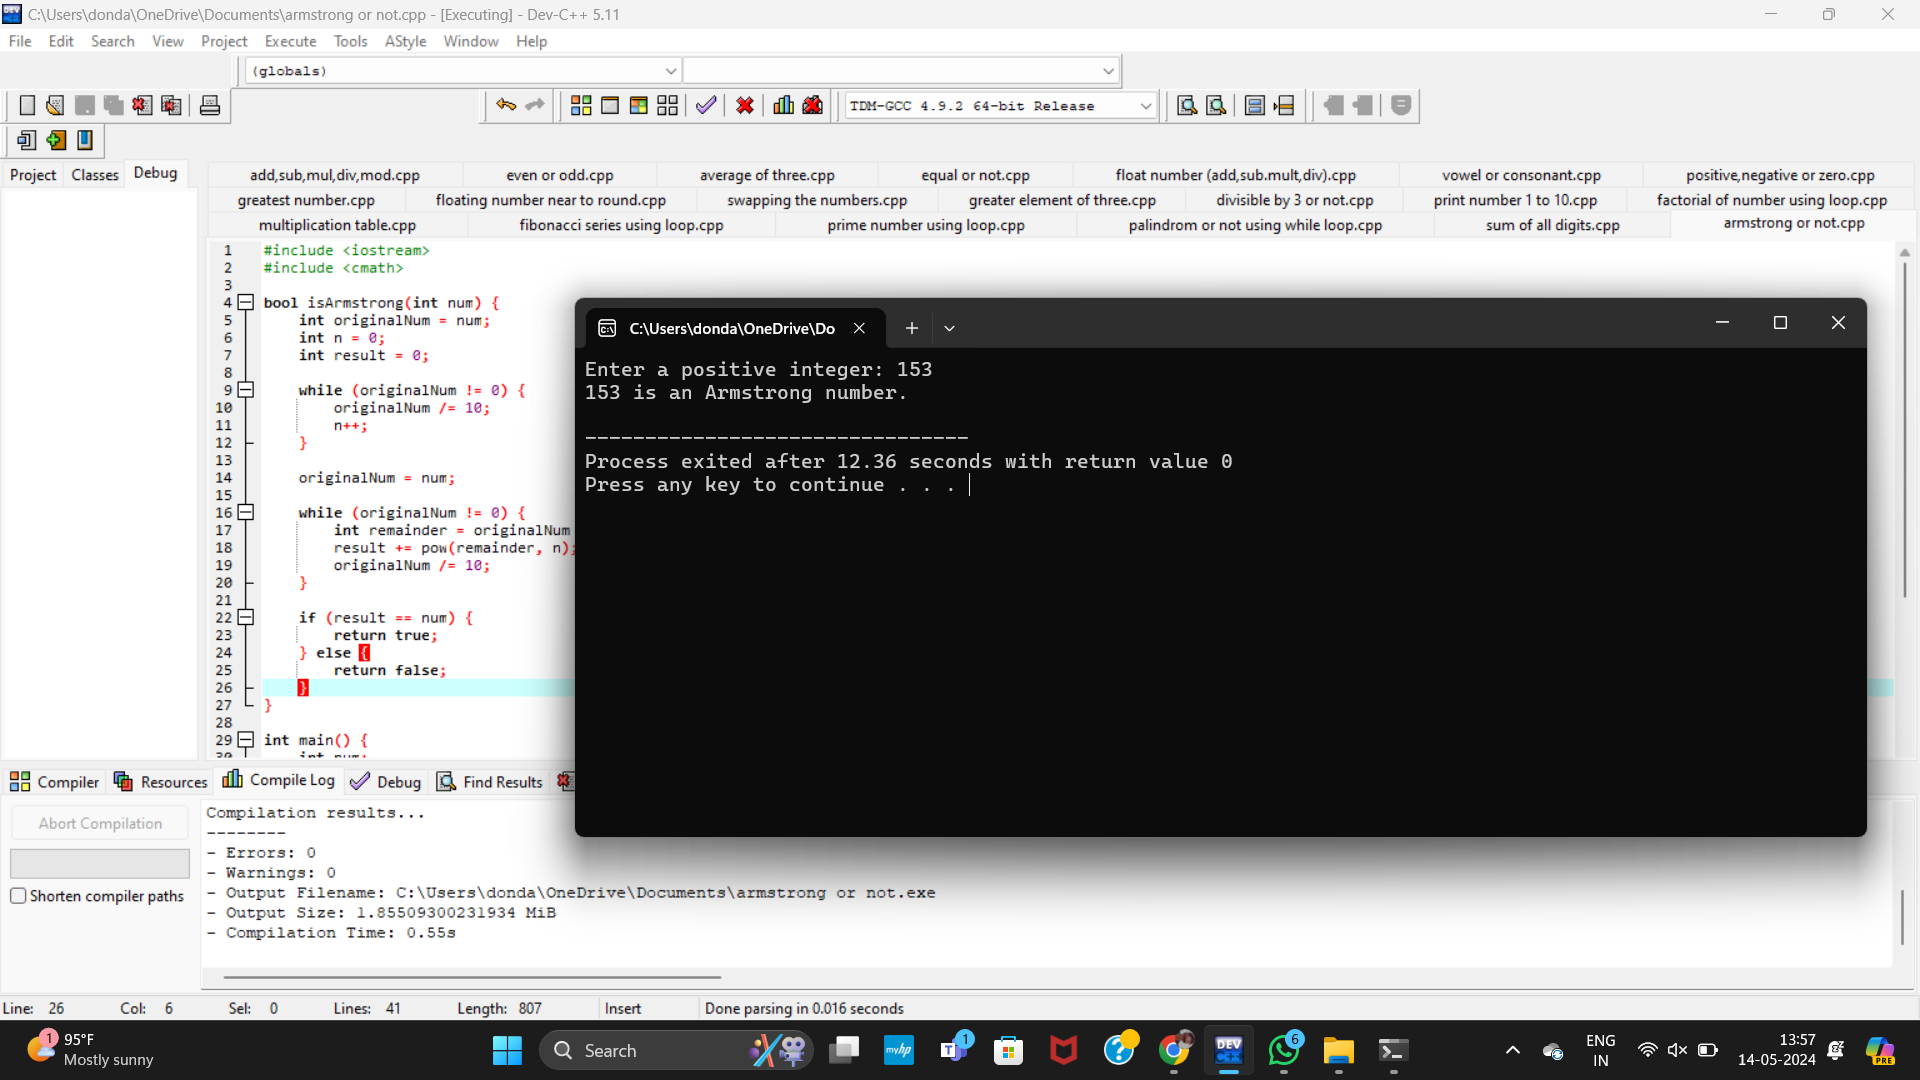 C:\Users\donda\OneDrive\Documents\armstrong or not.cpp - [Executing] - Dev-C++ 5.11
File Edit Search View Project Execute Tools AStyle Window Help
(globals)
TDM-GCC 4.9.2 64-bit Release
Project Classes Debug
add,sub,mul,div,mod.cpp even or odd.cpp average of three.cpp equal or not.cpp float number (add,sub.mult,div).cpp vowel or consonant.cpp positive,negative or zero.cpp
greatest number.cpp floating number near to round.cpp swapping the numbers.cpp greater element of three.cpp divisible by 3 or not.cpp print number 1 to 10.cpp factorial of number using loop.cpp
multiplication table.cpp fibonacci series using loop.cpp prime number using loop.cpp palindrom or not using while loop.cpp sum of all digits.cpp armstrong or not.cpp
1 #include <iostream>
2 #include <cmath>
3
4 bool isArmstrong(int num) {
5 int originalNum = num;
6 int n = 0;
7 int result = 0;
8
9 while (originalNum != 0) {
10 originalNum /= 10;
11 n++;
12 }
13
14 originalNum = num;
15
16 while (originalNum != 0) {
17 int remainder = originalNum
18 result += pow(remainder, n);
19 originalNum /= 10;
20 }
21
22 if (result == num) {
23 return true;
24 } else {
25 return false;
26 }
27 }
28
29 int main() {
30 int num;
C:\Users\donda\OneDrive\Do
Enter a positive integer: 153
153 is an Armstrong number.
--------------------------------
Process exited after 12.36 seconds with return value 0
Press any key to continue . . .
Compiler Resources Compile Log Debug Find Results
Abort Compilation
Shorten compiler paths
Compilation results...
--------
- Errors: 0
- Warnings: 0
- Output Filename: C:\Users\donda\OneDrive\Documents\armstrong or not.exe
- Output Size: 1.85509300231934 MiB
- Compilation Time: 0.55s
Line: 26 Col: 6 Sel: 0 Lines: 41 Length: 807 Insert Done parsing in 0.016 seconds
1
95°F
Mostly sunny
Search
myhp
1
DEV
6
ENG
IN
13:57
14-05-2024
PRE